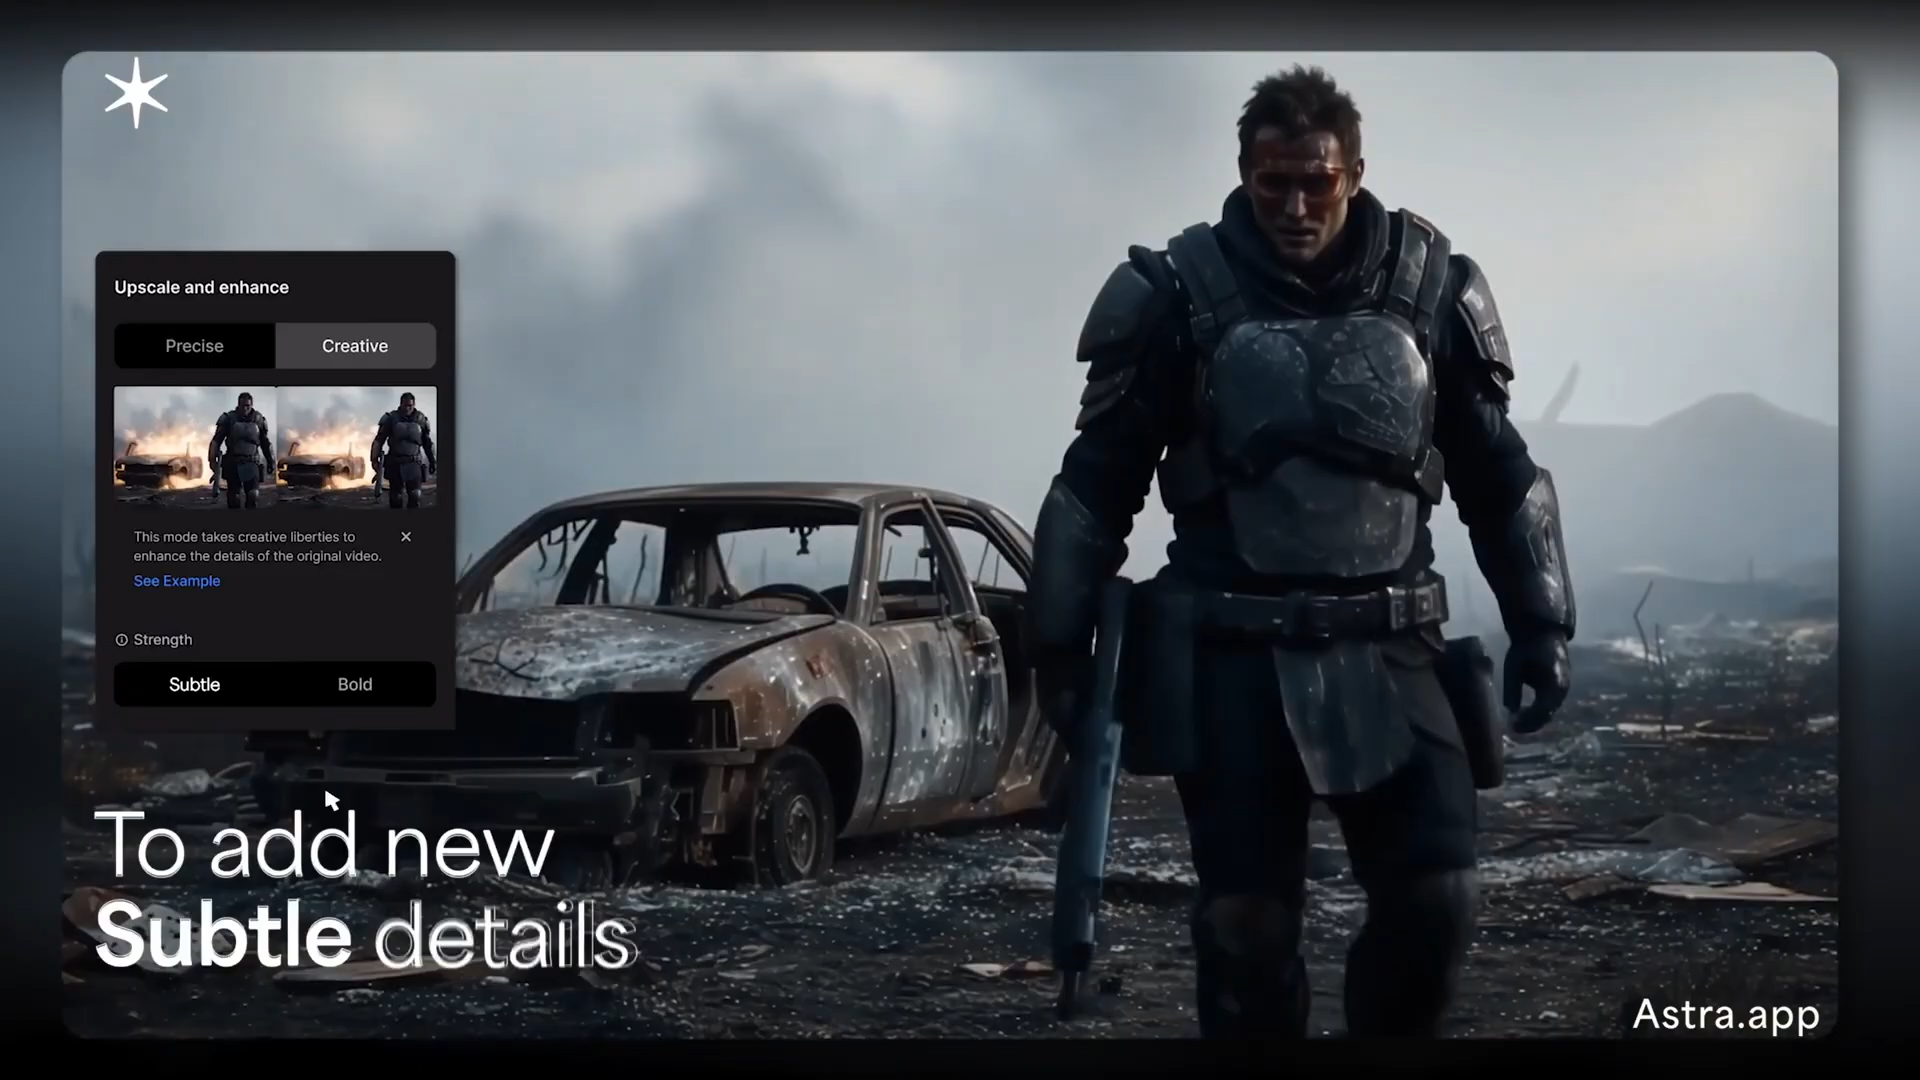 Upscale and enhance
Precise
Creative
This mode takes creative liberties to
enhance the details of the original video.
See Example
Strength
Subtle
Bold
To add new
Subtle details
Astra.app